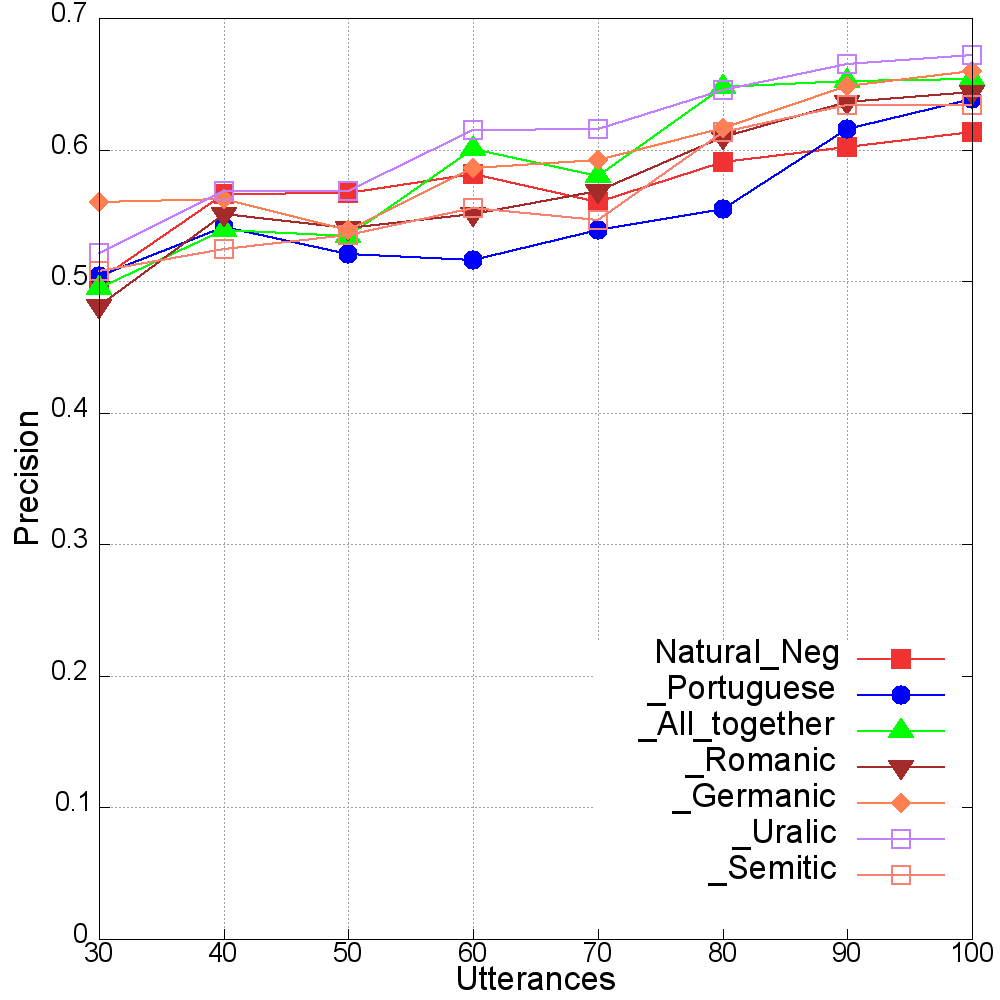 0.7
0.6
0.5
0.4
0.3
0.2
0.1
0
Precision
30 40 50 60 70 80 90 100
Utterances
Natural_Neg
_Portuguese
_All_together
_Romanic
_Germanic
_Uralic
_Semitic